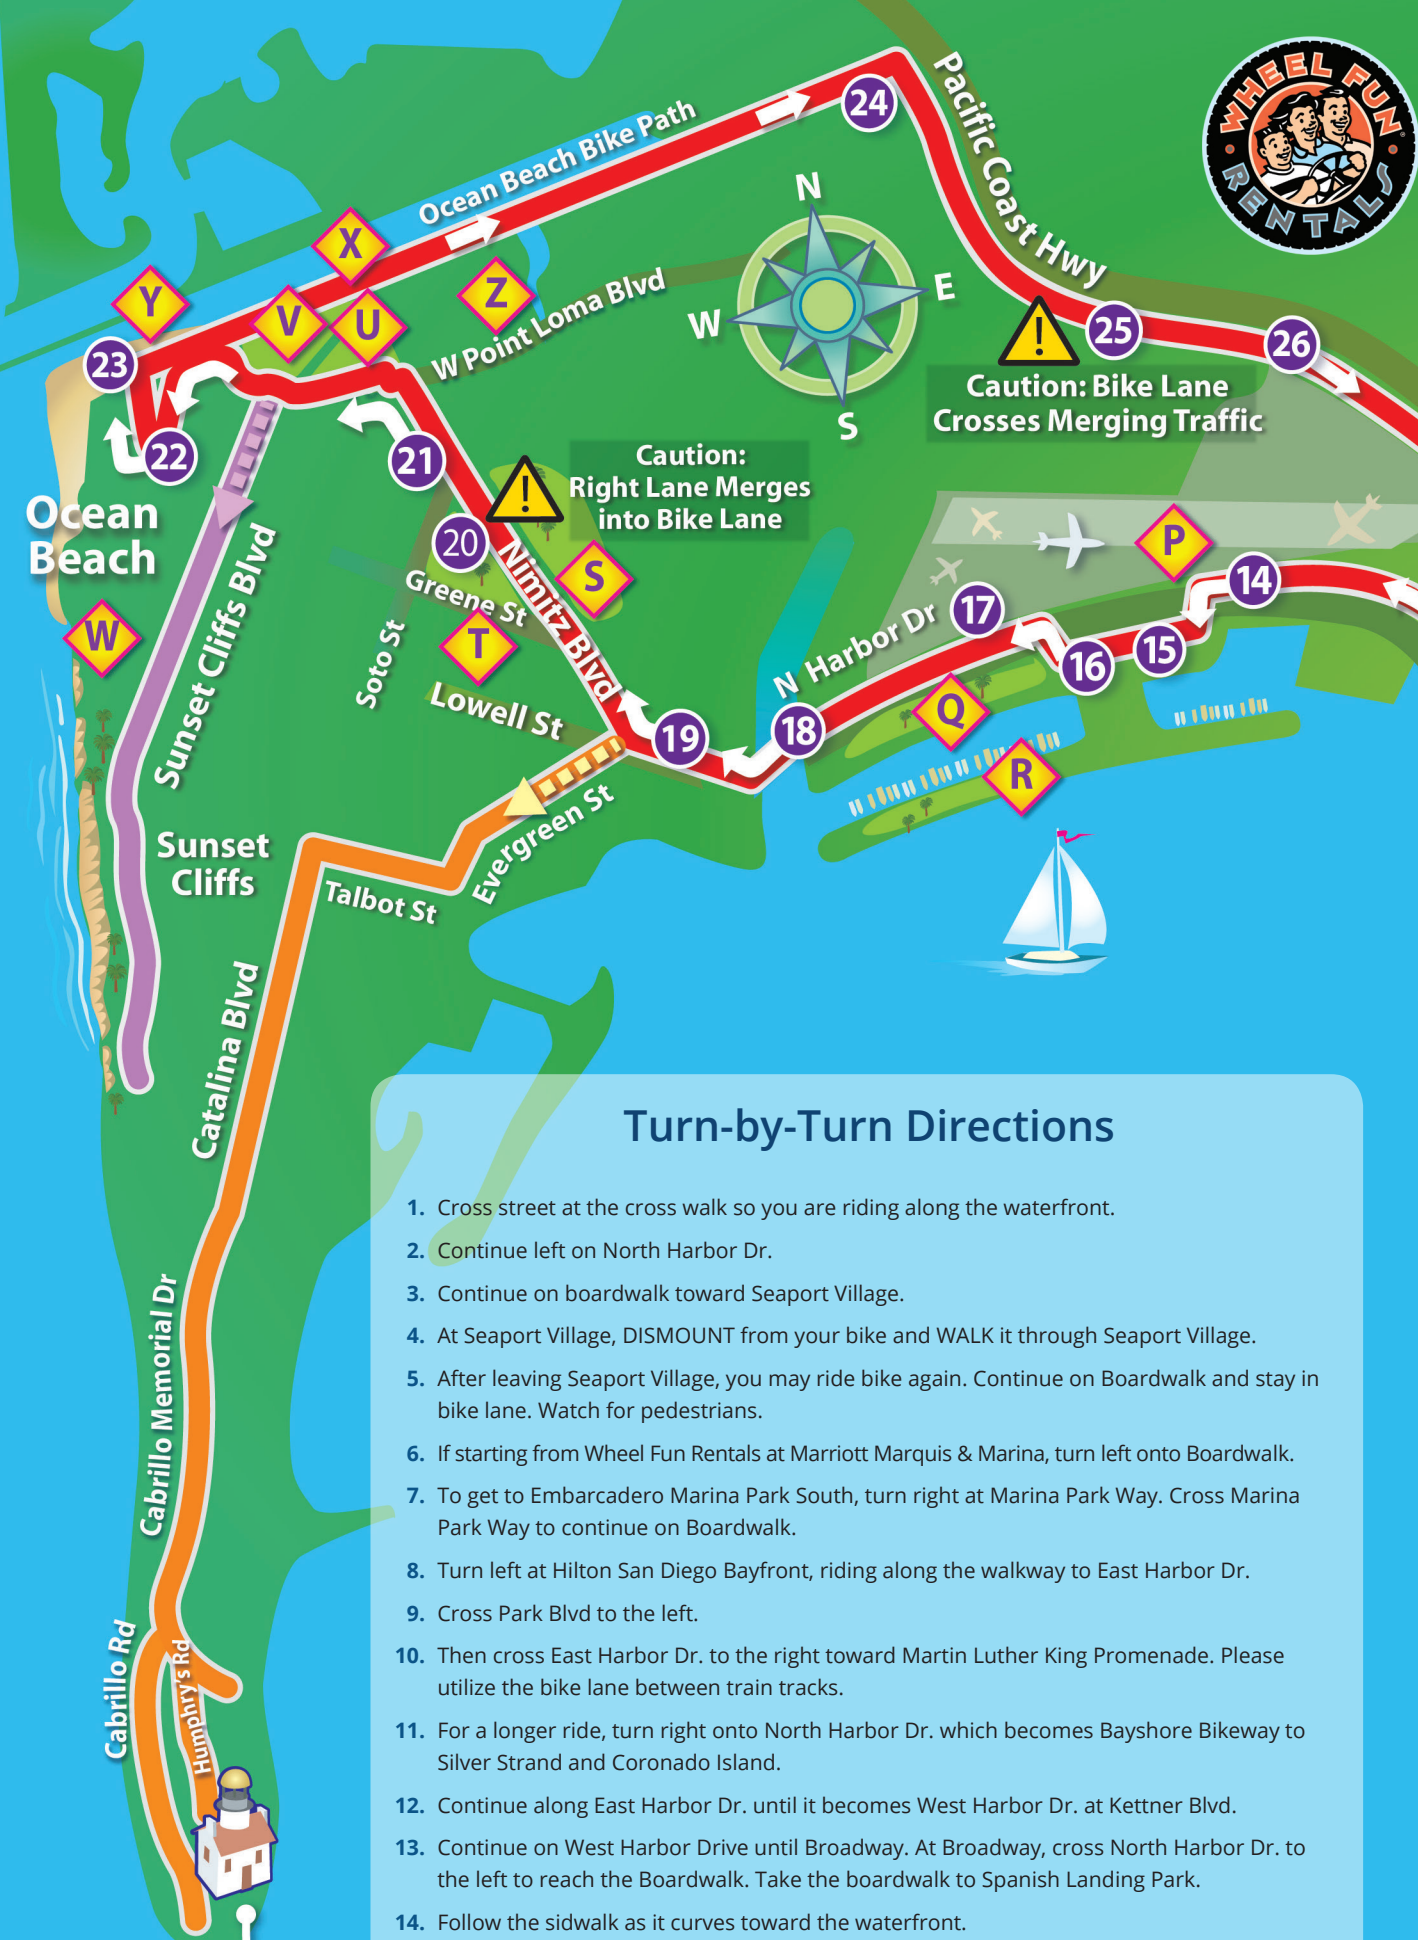 WHEEL FUN
RENTALS
Pacific Coast Hwy
24
Ocean Beach Bike Path
N
E
W
S
X
Y
V
U
Z
W Point Loma Blvd
23
25
26
Caution: Bike Lane
Crosses Merging Traffic
22
21
Caution:
Right Lane Merges
into Bike Lane
Ocean
Beach
20
Nimitz Blvd
S
P
14
Greene St
T
Soto St
Sunset Cliffs Blvd
W
Lowell St
N Harbor Dr
17
16
15
Q
R
19
18
Evergreen St
Sunset
Cliffs
Talbot St
Catalina Blvd
Cabrillo Memorial Dr
Cabrillo Rd
Humphry's Rd
Turn-by-Turn Directions
1. Cross street at the cross walk so you are riding along the waterfront.
2. Continue left on North Harbor Dr.
3. Continue on boardwalk toward Seaport Village.
4. At Seaport Village, DISMOUNT from your bike and WALK it through Seaport Village.
5. After leaving Seaport Village, you may ride bike again. Continue on Boardwalk and stay in
bike lane. Watch for pedestrians.
6. If starting from Wheel Fun Rentals at Marriott Marquis & Marina, turn left onto Boardwalk.
7. To get to Embarcadero Marina Park South, turn right at Marina Park Way. Cross Marina
Park Way to continue on Boardwalk.
8. Turn left at Hilton San Diego Bayfront, riding along the walkway to East Harbor Dr.
9. Cross Park Blvd to the left.
10. Then cross East Harbor Dr. to the right toward Martin Luther King Promenade. Please
utilize the bike lane between train tracks.
11. For a longer ride, turn right onto North Harbor Dr. which becomes Bayshore Bikeway to
Silver Strand and Coronado Island.
12. Continue along East Harbor Dr. until it becomes West Harbor Dr. at Kettner Blvd.
13. Continue on West Harbor Drive until Broadway. At Broadway, cross North Harbor Dr. to
the left to reach the Boardwalk. Take the boardwalk to Spanish Landing Park.
14. Follow the sidwalk as it curves toward the waterfront.